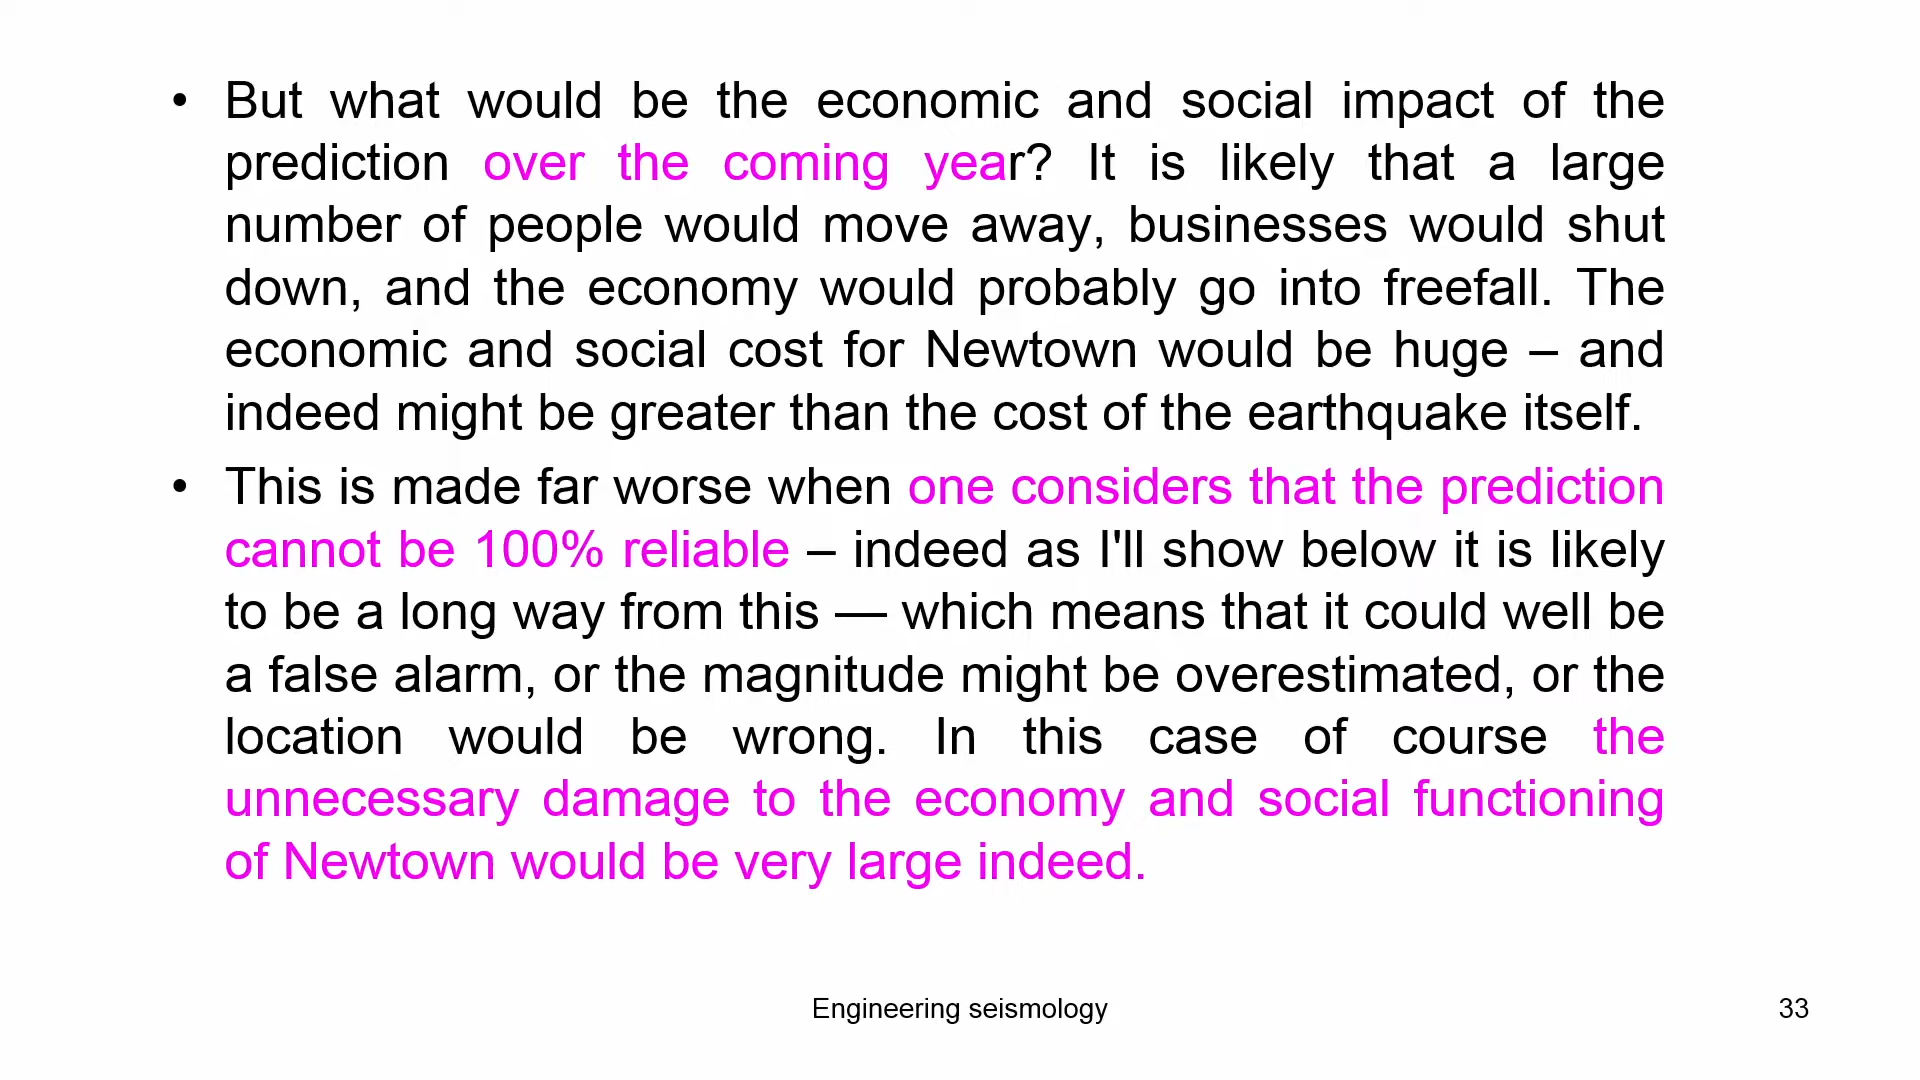 • But what would be the economic and social impact of the
prediction over the coming year? It is likely that a large
number of people would move away, businesses would shut
down, and the economy would probably go into freefall. The
economic and social cost for Newtown would be huge – and
indeed might be greater than the cost of the earthquake itself.
• This is made far worse when one considers that the prediction
cannot be 100% reliable – indeed as I'll show below it is likely
to be a long way from this — which means that it could well be
a false alarm, or the magnitude might be overestimated, or the
location would be wrong. In this case of course the
unnecessary damage to the economy and social functioning
of Newtown would be very large indeed.
Engineering seismology
33